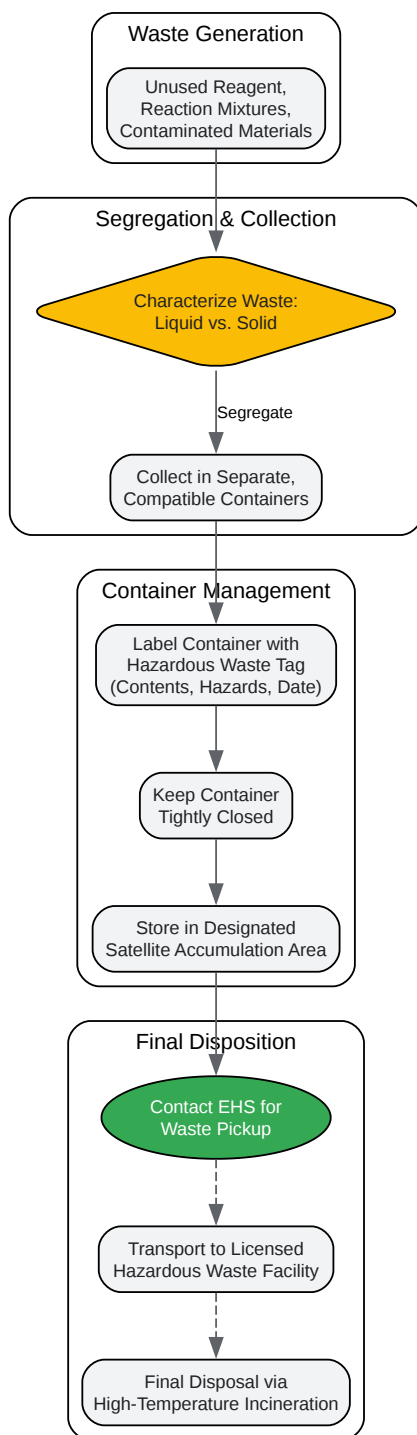 Waste Generation
Unused Reagent,
Reaction Mixtures,
Contaminated Materials
Segregation & Collection
Characterize Waste:
Liquid vs. Solid
Segregate
Collect in Separate,
Compatible Containers
Container Management
Label Container with
Hazardous Waste Tag
(Contents, Hazards, Date)
Keep Container
Tightly Closed
Store in Designated
Satellite Accumulation Area
Final Disposition
Contact EHS for
Waste Pickup
Transport to Licensed
Hazardous Waste Facility
Final Disposal via
High-Temperature Incineration